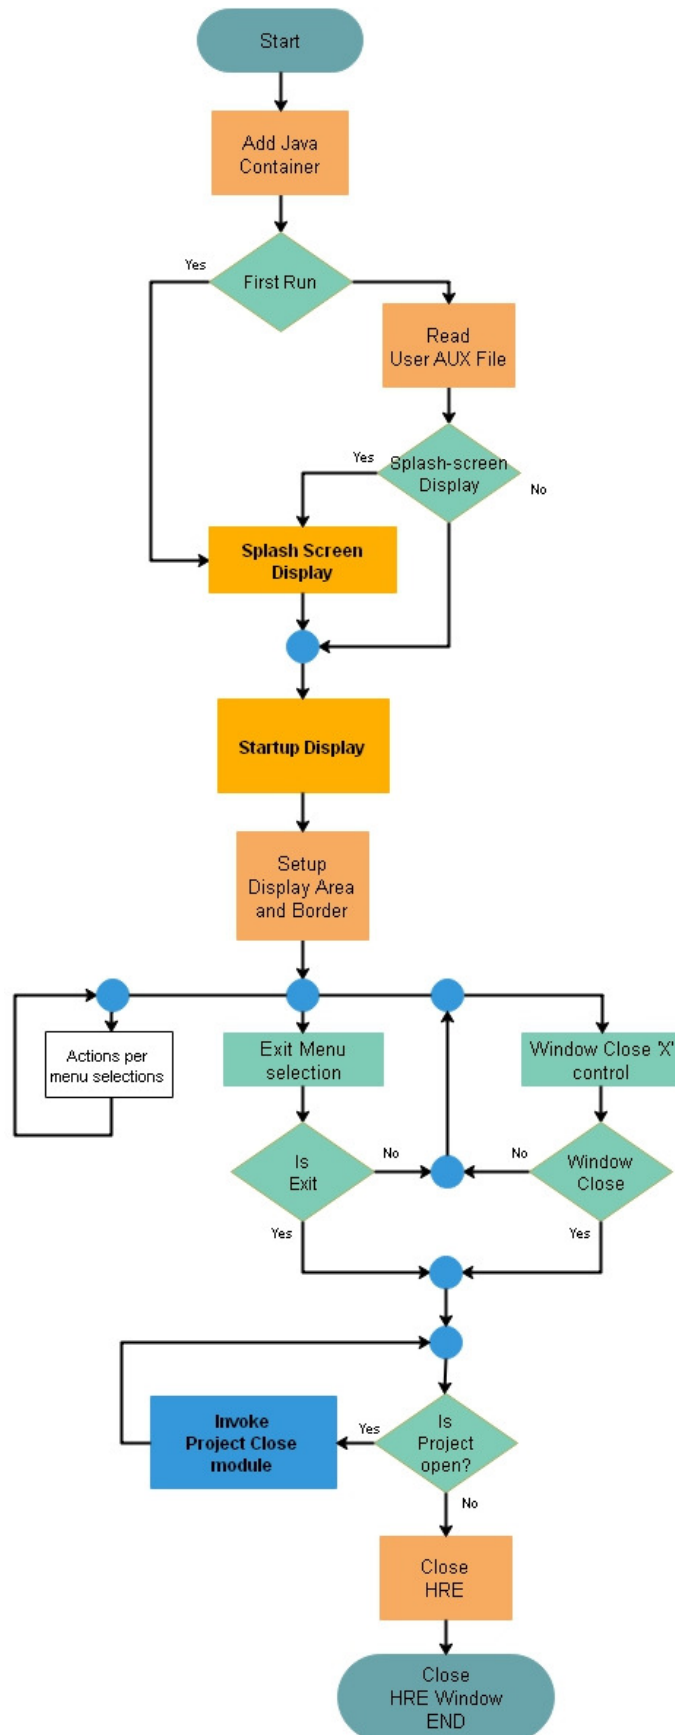 Start
Add Java
Container
Yes
First Run
Read
User AUX File
Yes
Splash-screen
Display
No
Splash Screen
Display
Startup Display
Setup
Display Area
and Border
Actions per
menu selections
Exit Menu
selection
Window Close 'X'
control
Is
Exit
No
No
Window
Close
Yes
Yes
Invoke
Project Close
module
Yes
Is
Project
open?
No
Close
HRE
Close
HRE Window
END